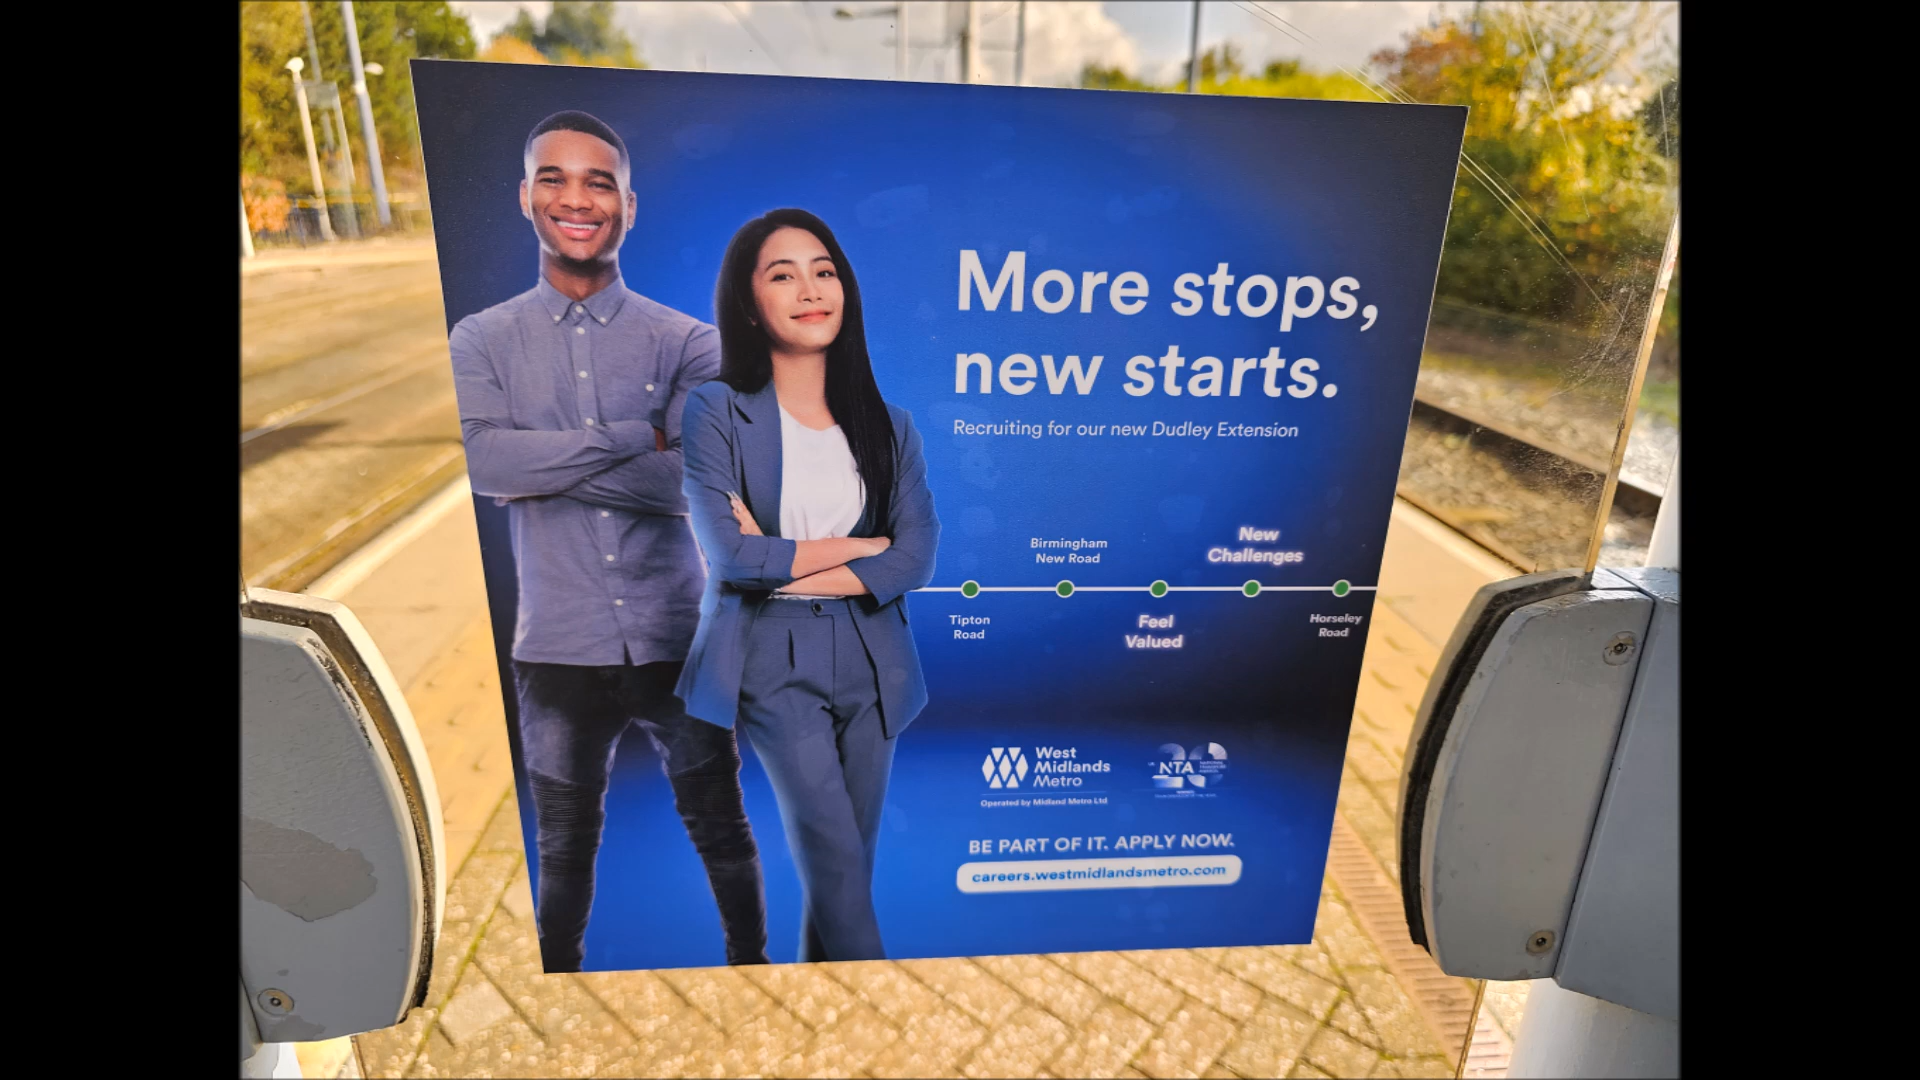 More stops,
new starts.
Recruiting for our new Dudley Extension
Birmingham
New Road
New
Challenges
Tipton
Road
Feel
Valued
Horseley
Road
West
Midlands
Metro
Operated by Midland Metro Ltd
NTA
BE PART OF IT. APPLY NOW.
careers.westmidlandsmetro.com